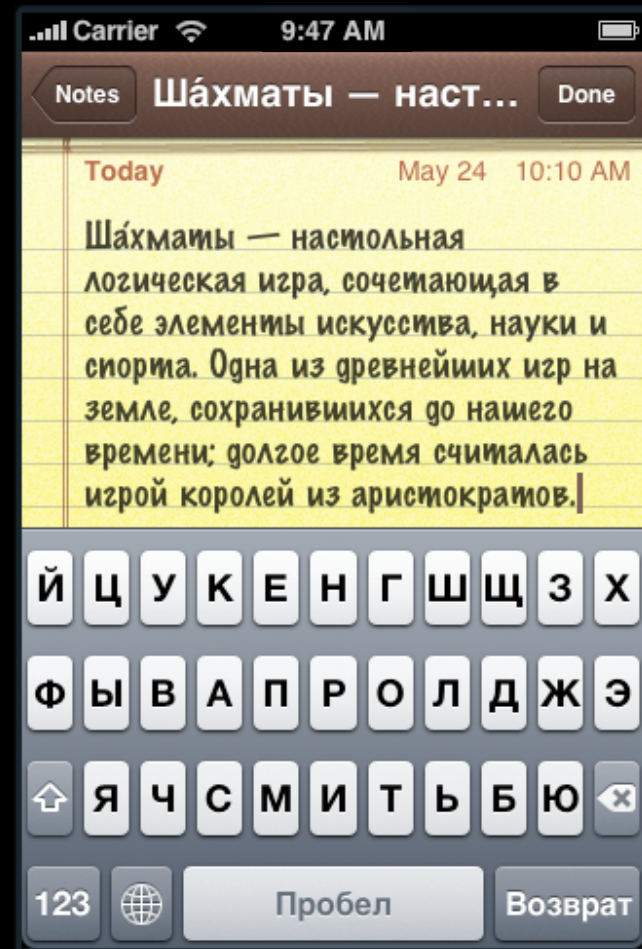 Carrier 9:47 AM
Notes Ша́хматы — наст... Done
Today May 24 10:10 AM
Ша́хматы — настольная
логическая игра, сочетающая в
себе элементы искусства, науки и
спорта. Одна из древнейших игр на
земле, сохранившихся до нашего
времени; долгое время считалась
игрой королей из аристократов.
Й Ц У К Е Н Г Ш Щ З Х
Ф Ы В А П Р О Л Д Ж Э
Я Ч С М И Т Ь Б Ю
123 Пробел Возврат